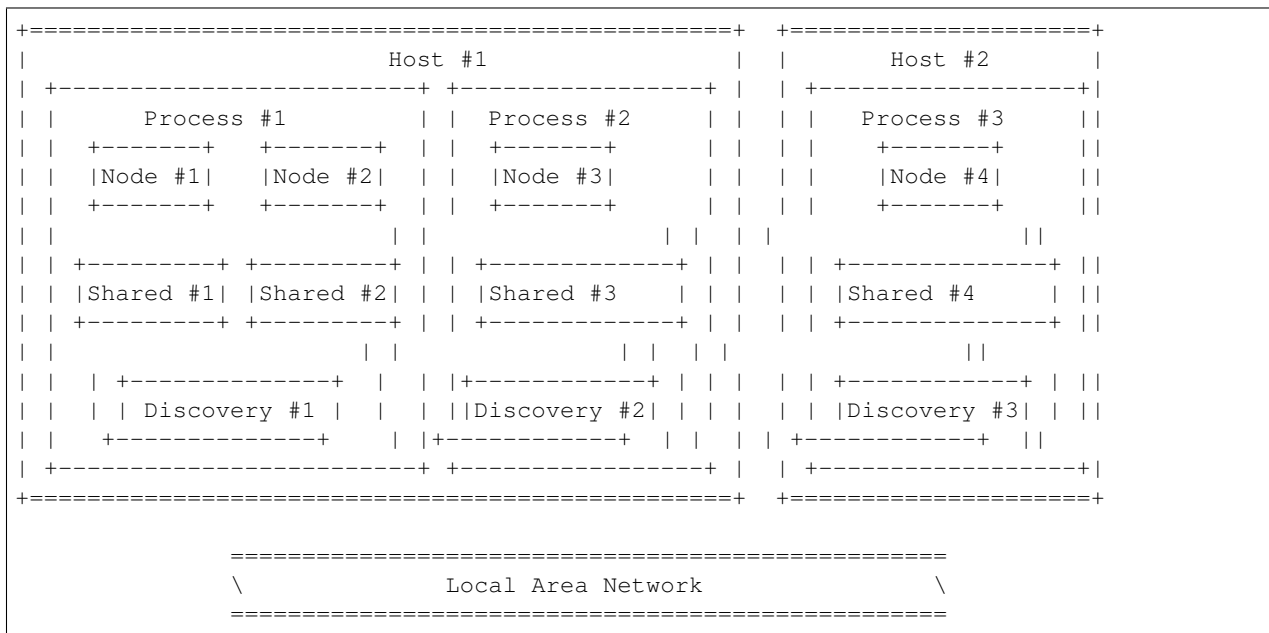 +=================================================+  +=====================+
|                         Host #1                 |  |       Host #2       |
| +-------------------------+ +-----------------+ |  | +------------------+|
| |      Process #1         | |  Process #2     | |  | |   Process #3     ||
| |  +-------+   +-------+  | |  +-------+      | |  | |    +-------+     ||
| |  |Node #1|   |Node #2|  | |  |Node #3|      | |  | |    |Node #4|     ||
| |  +-------+   +-------+  | |  +-------+      | |  | |    +-------+     ||
| |                       | |                | |  | |                 ||
| | +---------+ +---------+ | | +-------------+ | |  | | +--------------+ ||
| | |Shared #1| |Shared #2| | | |Shared #3    | | |  | | |Shared #4     | ||
| | +---------+ +---------+ | | +-------------+ | |  | | +--------------+ ||
| |                     | |               | |  | |                ||
| |  | +--------------+  |  | |+------------+ | | |  | | +------------+ | ||
| |  | | Discovery #1 |  |  | ||Discovery #2| | | |  | | |Discovery #3| | ||
| |   +--------------+    | |+------------+  | |  | | +------------+  ||
| +-------------------------+ +-----------------+ |  | +------------------+|
+=================================================+  +=====================+
==================================================
\              Local Area Network                \
==================================================